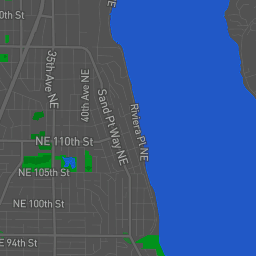 0th St
35th Ave NE
40th Ave NE
Sand Pt Way NE
Riviera Pl NE
NE 110th St
NE 105th St
NE 100th St
E 94th St